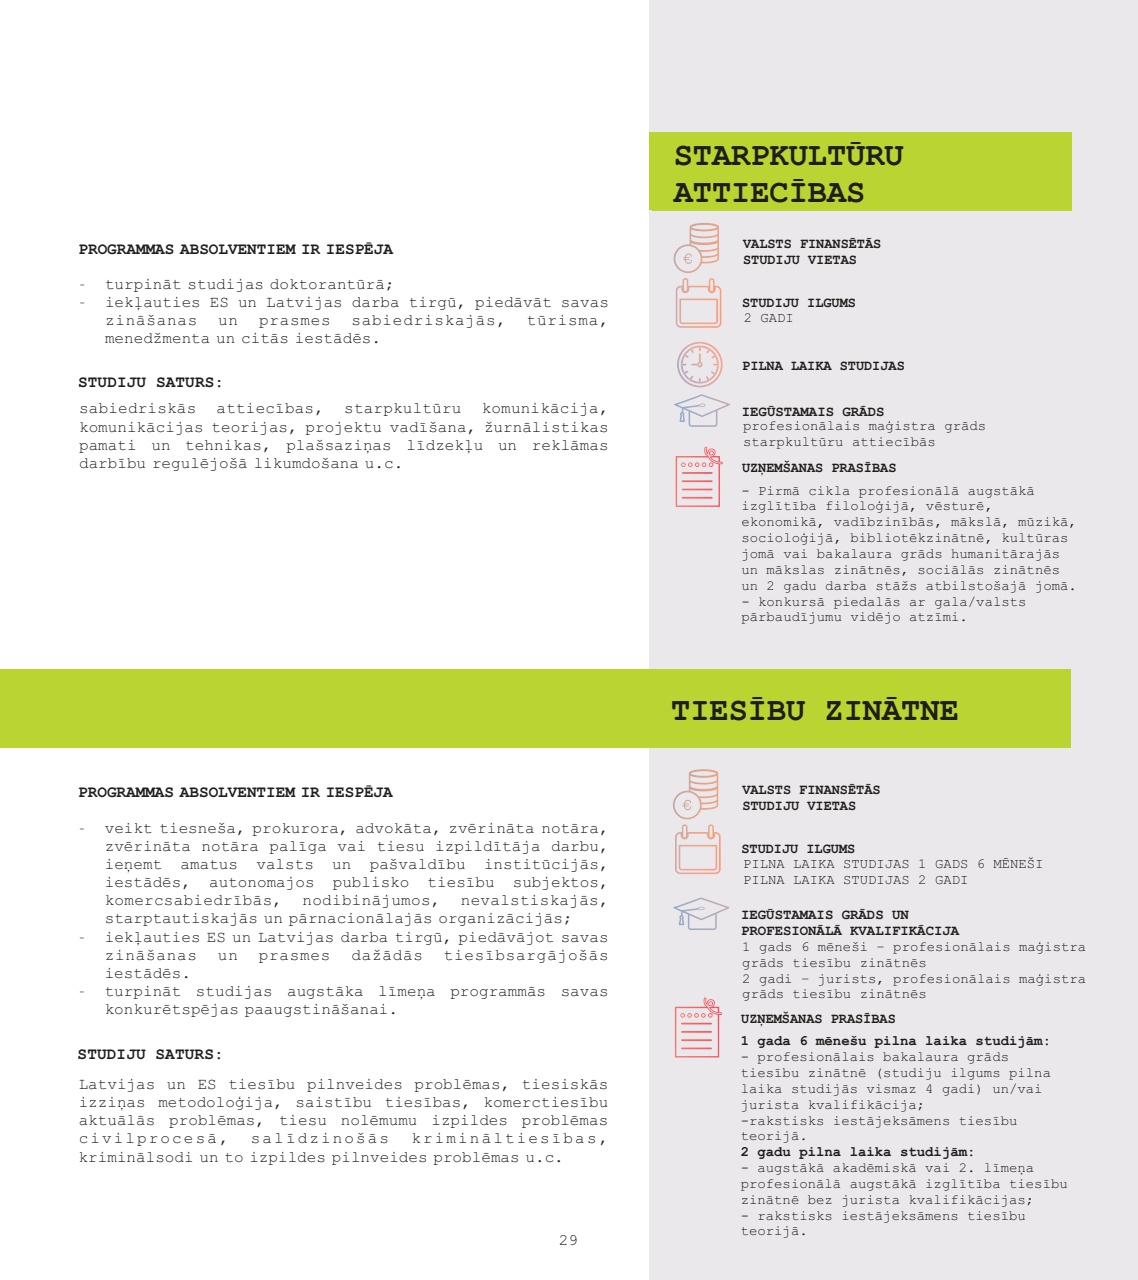 STARPKULTŪRU
ATTIECĪBAS
PROGRAMMAS ABSOLVENTIEM IR IESPĒJA
- turpināt studijas doktorantūrā;
- iekļauties ES un Latvijas darba tirgū, piedāvāt savas
zināšanas un prasmes sabiedriskajās, tūrisma,
menedžmenta un citās iestādēs.
STUDIJU SATURS:
sabiedriskās attiecības, starpkultūru komunikācija,
komunikācijas teorijas, projektu vadīšana, žurnālistikas
pamati un tehnikas, plašsaziņas līdzekļu un reklāmas
darbību regulējošā likumdošana u.c.
VALSTS FINANSĒTĀS
STUDIJU VIETAS
STUDIJU ILGUMS
2 GADI
PILNA LAIKA STUDIJAS
IEGŪSTAMAIS GRĀDS
profesionālais maģistra grāds
starpkultūru attiecībās
UZŅEMŠANAS PRASĪBAS
- Pirmā cikla profesionālā augstākā
izglītība filoloģijā, vēsturē,
ekonomikā, vadībzinībās, mākslā, mūzikā,
socioloģijā, bibliotēkzinātnē, kultūras
jomā vai bakalaura grāds humanitārajās
un mākslas zinātnēs, sociālās zinātnēs
un 2 gadu darba stāžs atbilstošajā jomā.
- konkursā piedalās ar gala/valsts
pārbaudījumu vidējo atzīmi.
TIESĪBU ZINĀTNE
PROGRAMMAS ABSOLVENTIEM IR IESPĒJA
- veikt tiesneša, prokurora, advokāta, zvērināta notāra,
zvērināta notāra palīga vai tiesu izpildītāja darbu,
ieņemt amatus valsts un pašvaldību institūcijās,
iestādēs, autonomajos publisko tiesību subjektos,
komercsabiedrībās, nodibinājumos, nevalstiskajās,
starptautiskajās un pārnacionālajās organizācijās;
- iekļauties ES un Latvijas darba tirgū, piedāvājot savas
zināšanas un prasmes dažādās tiesībsargājošās
iestādēs.
- turpināt studijas augstāka līmeņa programmās savas
konkurētspējas paaugstināšanai.
STUDIJU SATURS:
Latvijas un ES tiesību pilnveides problēmas, tiesiskās
izziņas metodoloģija, saistību tiesības, komerctiesību
aktuālās problēmas, tiesu nolēmumu izpildes problēmas
civilprocesā, salīdzinošās krimināltiesības,
kriminālsodi un to izpildes pilnveides problēmas u.c.
VALSTS FINANSĒTĀS
STUDIJU VIETAS
STUDIJU ILGUMS
PILNA LAIKA STUDIJAS 1 GADS 6 MĒNEŠI
PILNA LAIKA STUDIJAS 2 GADI
IEGŪSTAMAIS GRĀDS UN
PROFESIONĀLĀ KVALIFIKĀCIJA
1 gads 6 mēneši – profesionālais maģistra
grāds tiesību zinātnēs
2 gadi – jurists, profesionālais maģistra
grāds tiesību zinātnēs
UZŅEMŠANAS PRASĪBAS
1 gada 6 mēnešu pilna laika studijām:
- profesionālais bakalaura grāds
tiesību zinātnē (studiju ilgums pilna
laika studijās vismaz 4 gadi) un/vai
jurista kvalifikācija;
-rakstisks iestājeksāmens tiesību
teorijā.
2 gadu pilna laika studijām:
- augstākā akadēmiskā vai 2. līmeņa
profesionālā augstākā izglītība tiesību
zinātnē bez jurista kvalifikācijas;
- rakstisks iestājeksāmens tiesību
teorijā.
29